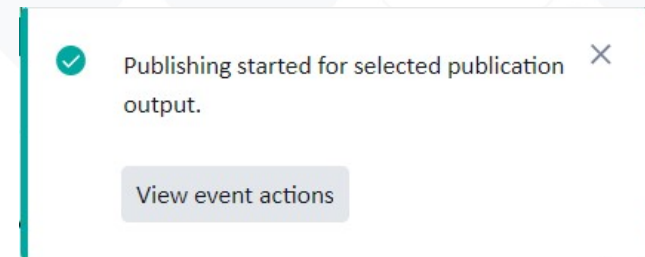 Publishing started for selected publication
output.
View event actions